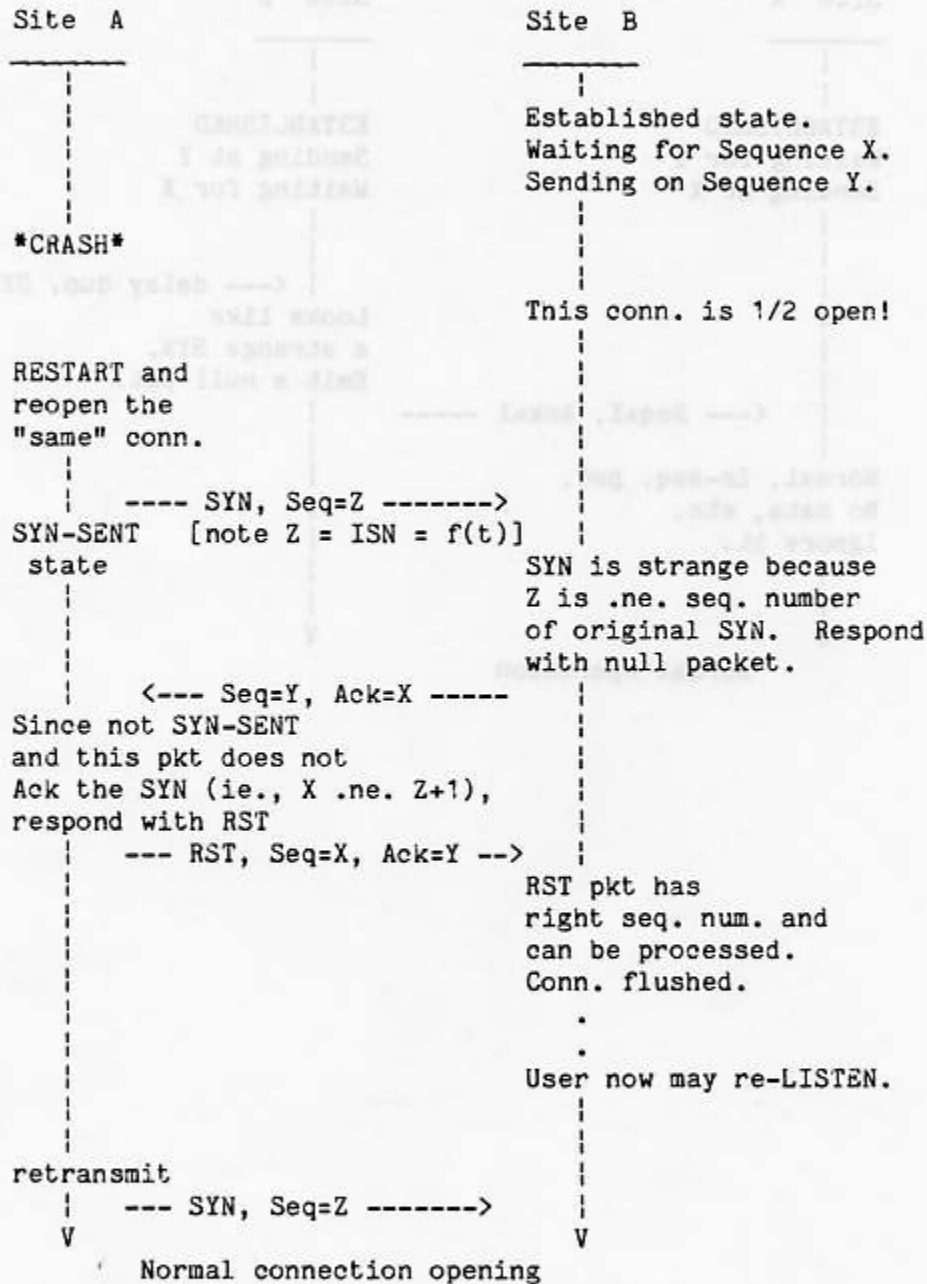 Site A Site B
Established state.
Waiting for Sequence X.
Sending on Sequence Y.
*CRASH*
This conn. is 1/2 open!
RESTART and
reopen the
"same" conn.
---- SYN, Seq=Z ------->
SYN-SENT [note Z = ISN = f(t)]
state
SYN is strange because
Z is .ne. seq. number
of original SYN. Respond
with null packet.
<--- Seq=Y, Ack=X -----
Since not SYN-SENT
and this pkt does not
Ack the SYN (ie., X .ne. Z+1),
respond with RST
--- RST, Seq=X, Ack=Y -->
RST pkt has
right seq. num. and
can be processed.
Conn. flushed.
.
.
User now may re-LISTEN.
retransmit
--- SYN, Seq=Z ------->
V V
Normal connection opening